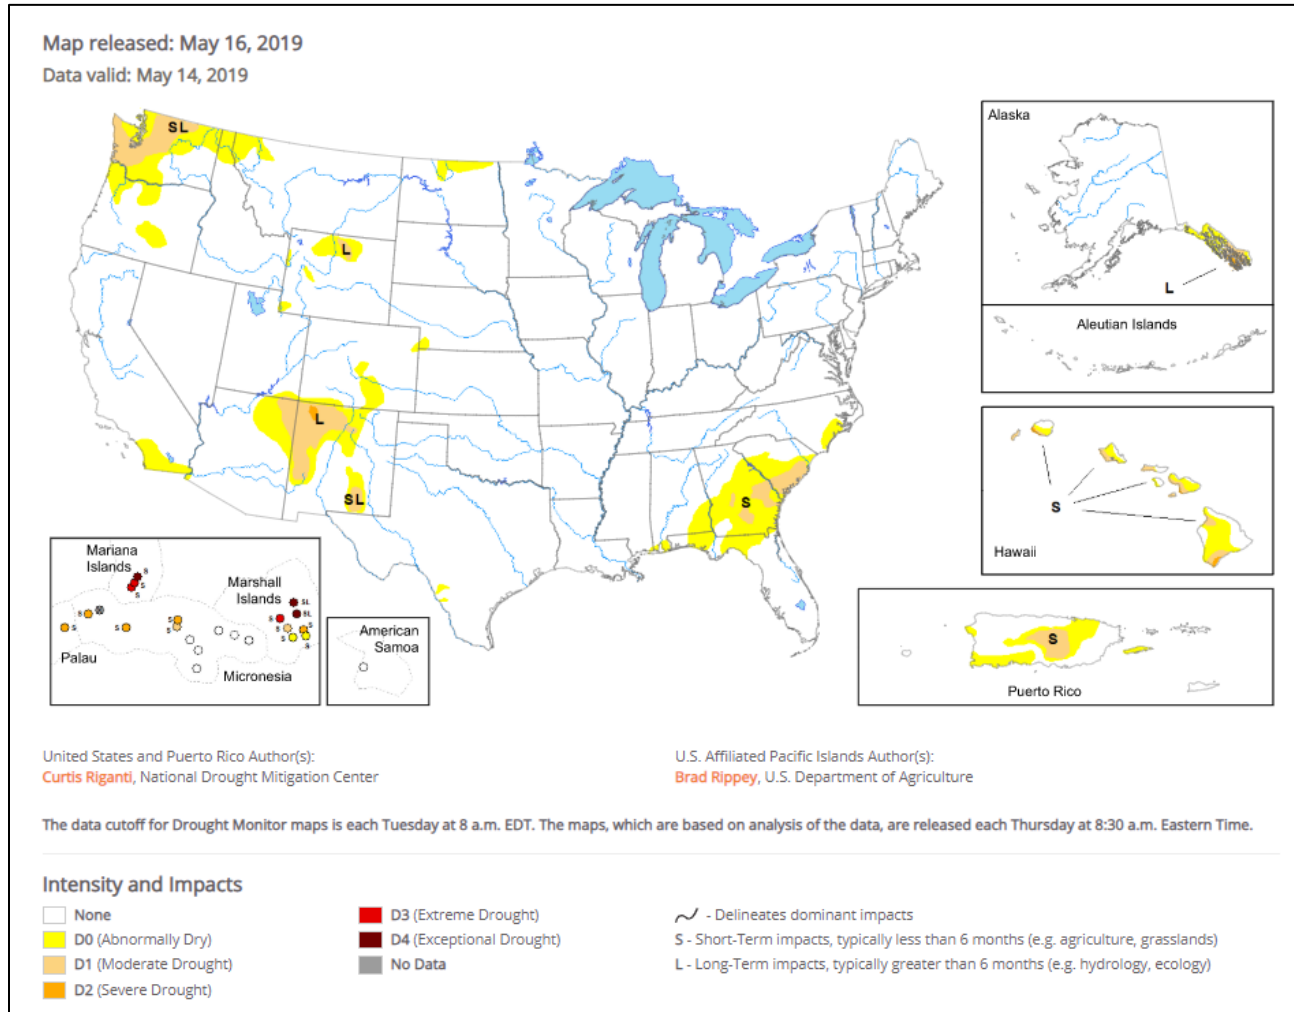 Map released: May 16, 2019
Data valid: May 14, 2019
Alaska
L
Aleutian Islands
SL
L
L
SL
S
S
Hawaii
Mariana
Islands
S
S
S
Marshall
Islands
SL
SL
S
S
S
S
S
S
S
S
S
S
Palau
Micronesia
American
Samoa
S
Puerto Rico
United States and Puerto Rico Author(s):
Curtis Riganti, National Drought Mitigation Center
U.S. Affiliated Pacific Islands Author(s):
Brad Rippey, U.S. Department of Agriculture
The data cutoff for Drought Monitor maps is each Tuesday at 8 a.m. EDT. The maps, which are based on analysis of the data, are released each Thursday at 8:30 a.m. Eastern Time.
Intensity and Impacts
None
D0 (Abnormally Dry)
D1 (Moderate Drought)
D2 (Severe Drought)
D3 (Extreme Drought)
D4 (Exceptional Drought)
No Data
- Delineates dominant impacts
S - Short-Term impacts, typically less than 6 months (e.g. agriculture, grasslands)
L - Long-Term impacts, typically greater than 6 months (e.g. hydrology, ecology)